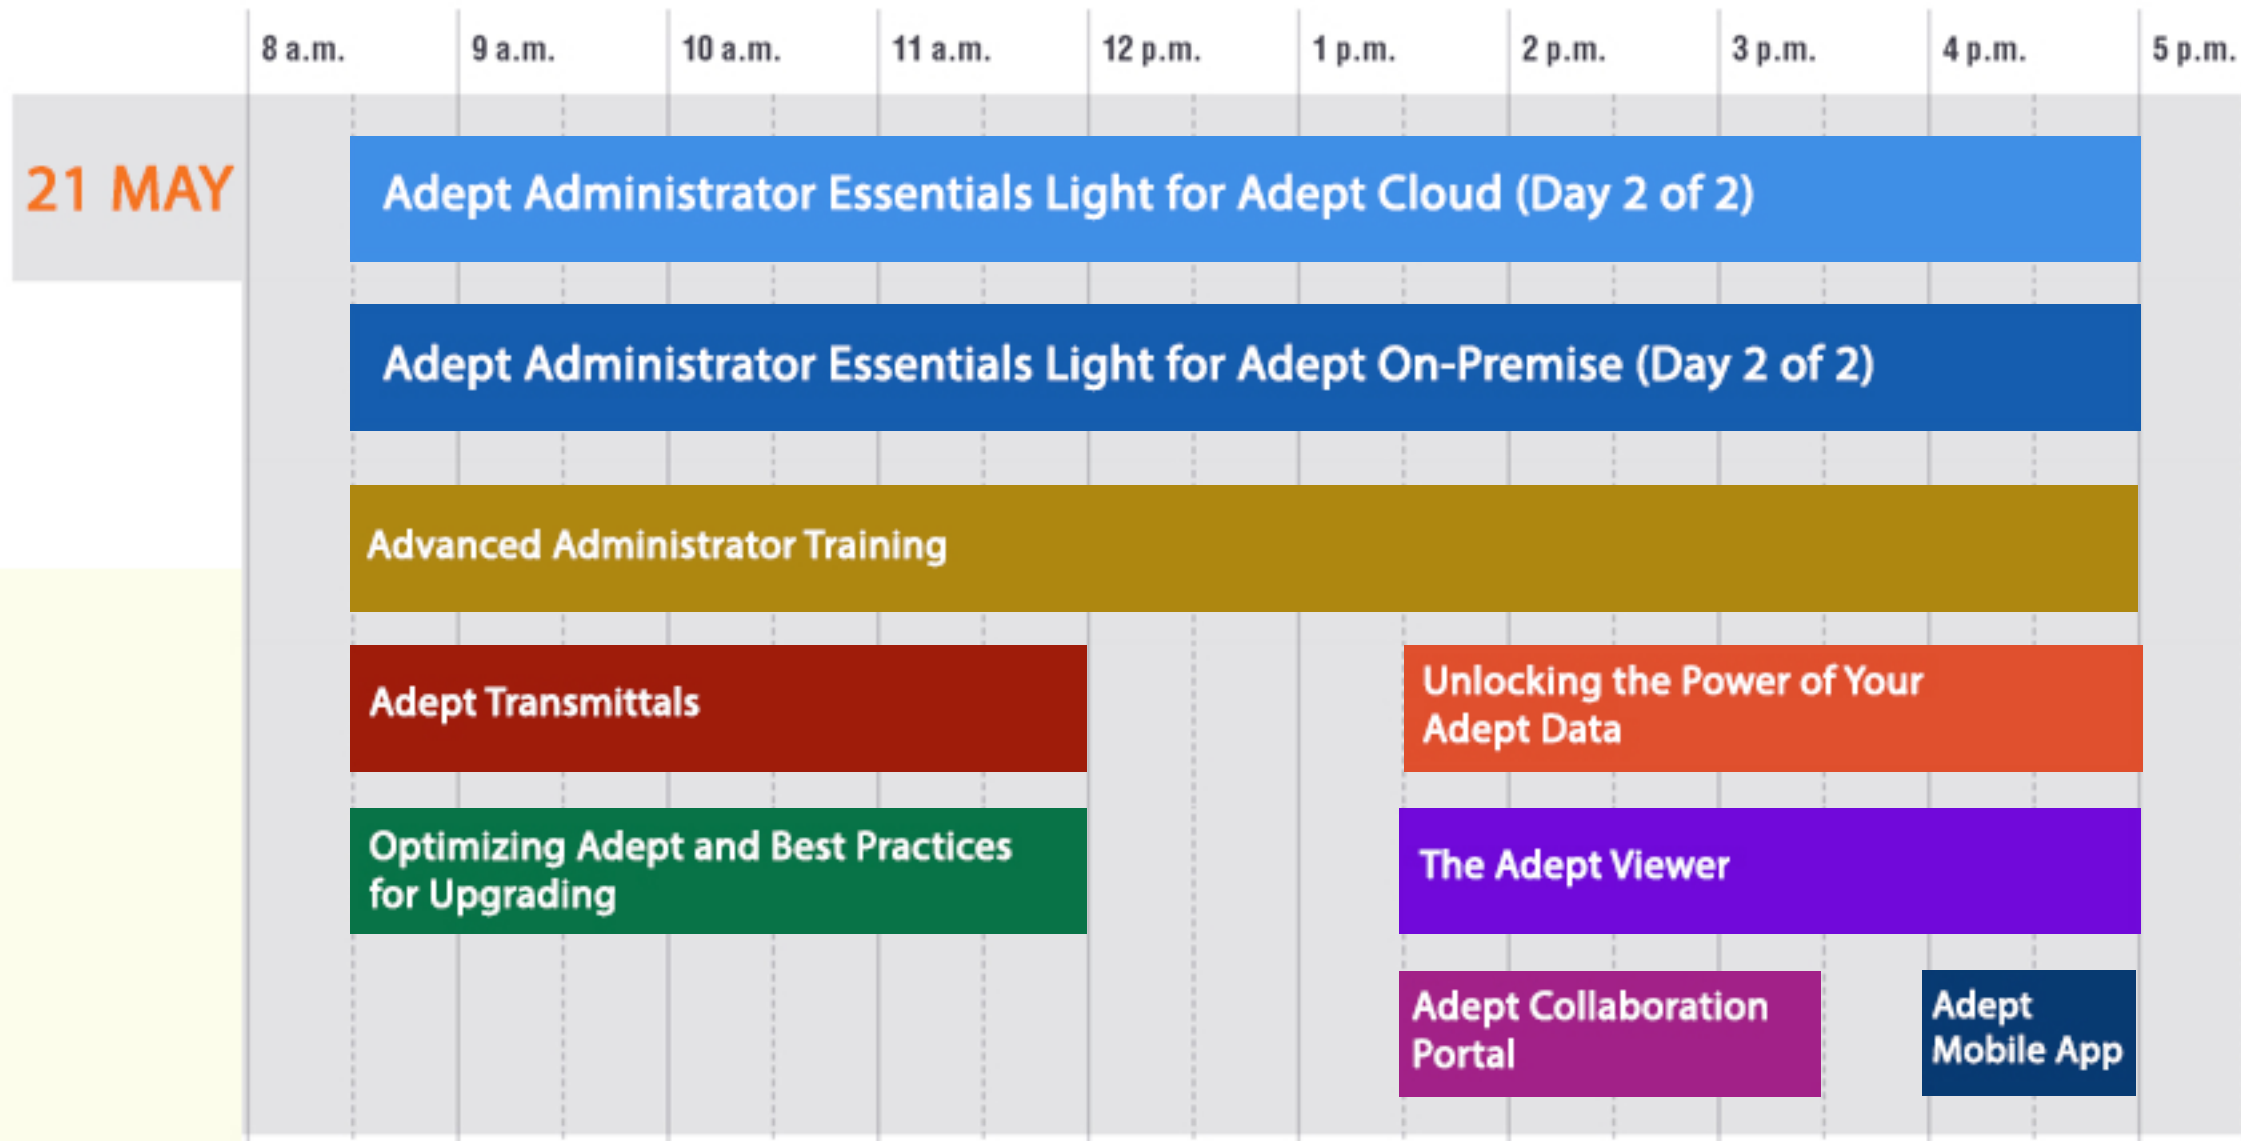 8 a.m. 9 a.m. 10 a.m. 11 a.m. 12 p.m. 1 p.m. 2 p.m. 3 p.m. 4 p.m. 5 p.m.
21 MAY
Adept Administrator Essentials Light for Adept Cloud (Day 2 of 2)
Adept Administrator Essentials Light for Adept On-Premise (Day 2 of 2)
Advanced Administrator Training
Adept Transmittals
Unlocking the Power of Your
Adept Data
Optimizing Adept and Best Practices
for Upgrading
The Adept Viewer
Adept Collaboration
Portal
Adept
Mobile App